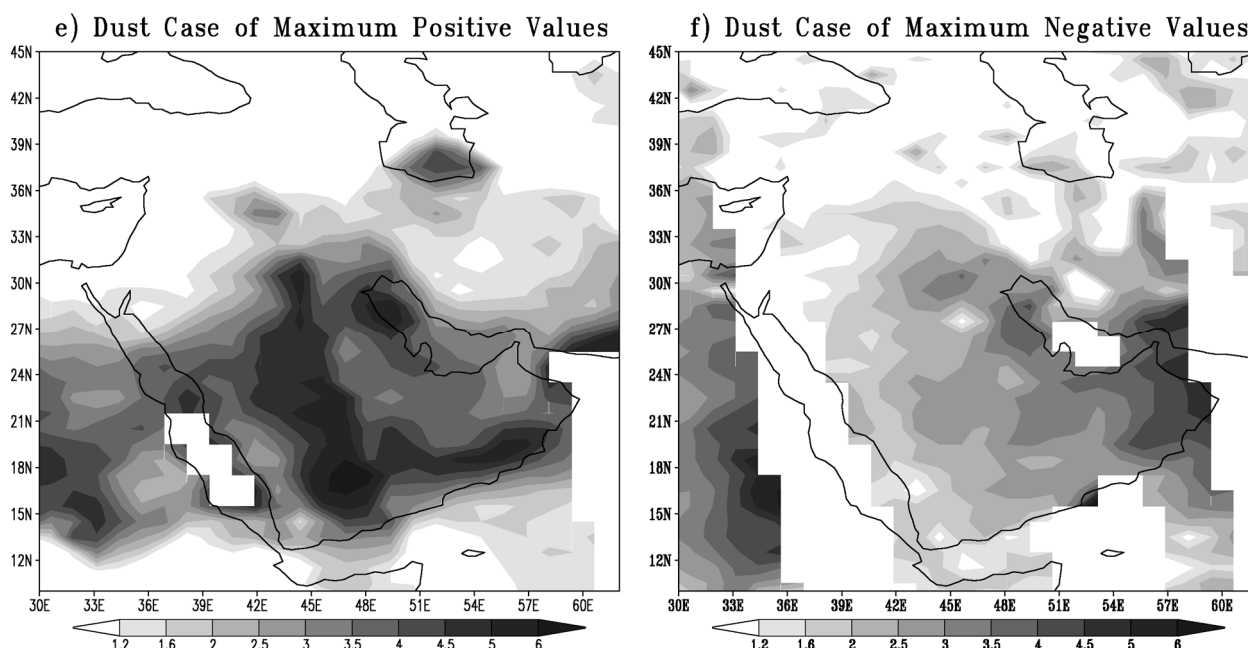 e) Dust Case of Maximum Positive Values
f) Dust Case of Maximum Negative Values
45N
42N
39N
36N
33N
30N
27N
24N
21N
18N
15N
12N
30E 33E 36E 39E 42E 45E 48E 51E 54E 57E 60E
1.2 1.6 2 2.5 3 3.5 4 4.5 5 6
45N
42N
39N
36N
33N
30N
27N
24N
21N
18N
15N
12N
30E 33E 36E 39E 42E 45E 48E 51E 54E 57E 60E
1.2 1.6 2 2.5 3 3.5 4 4.5 5 6